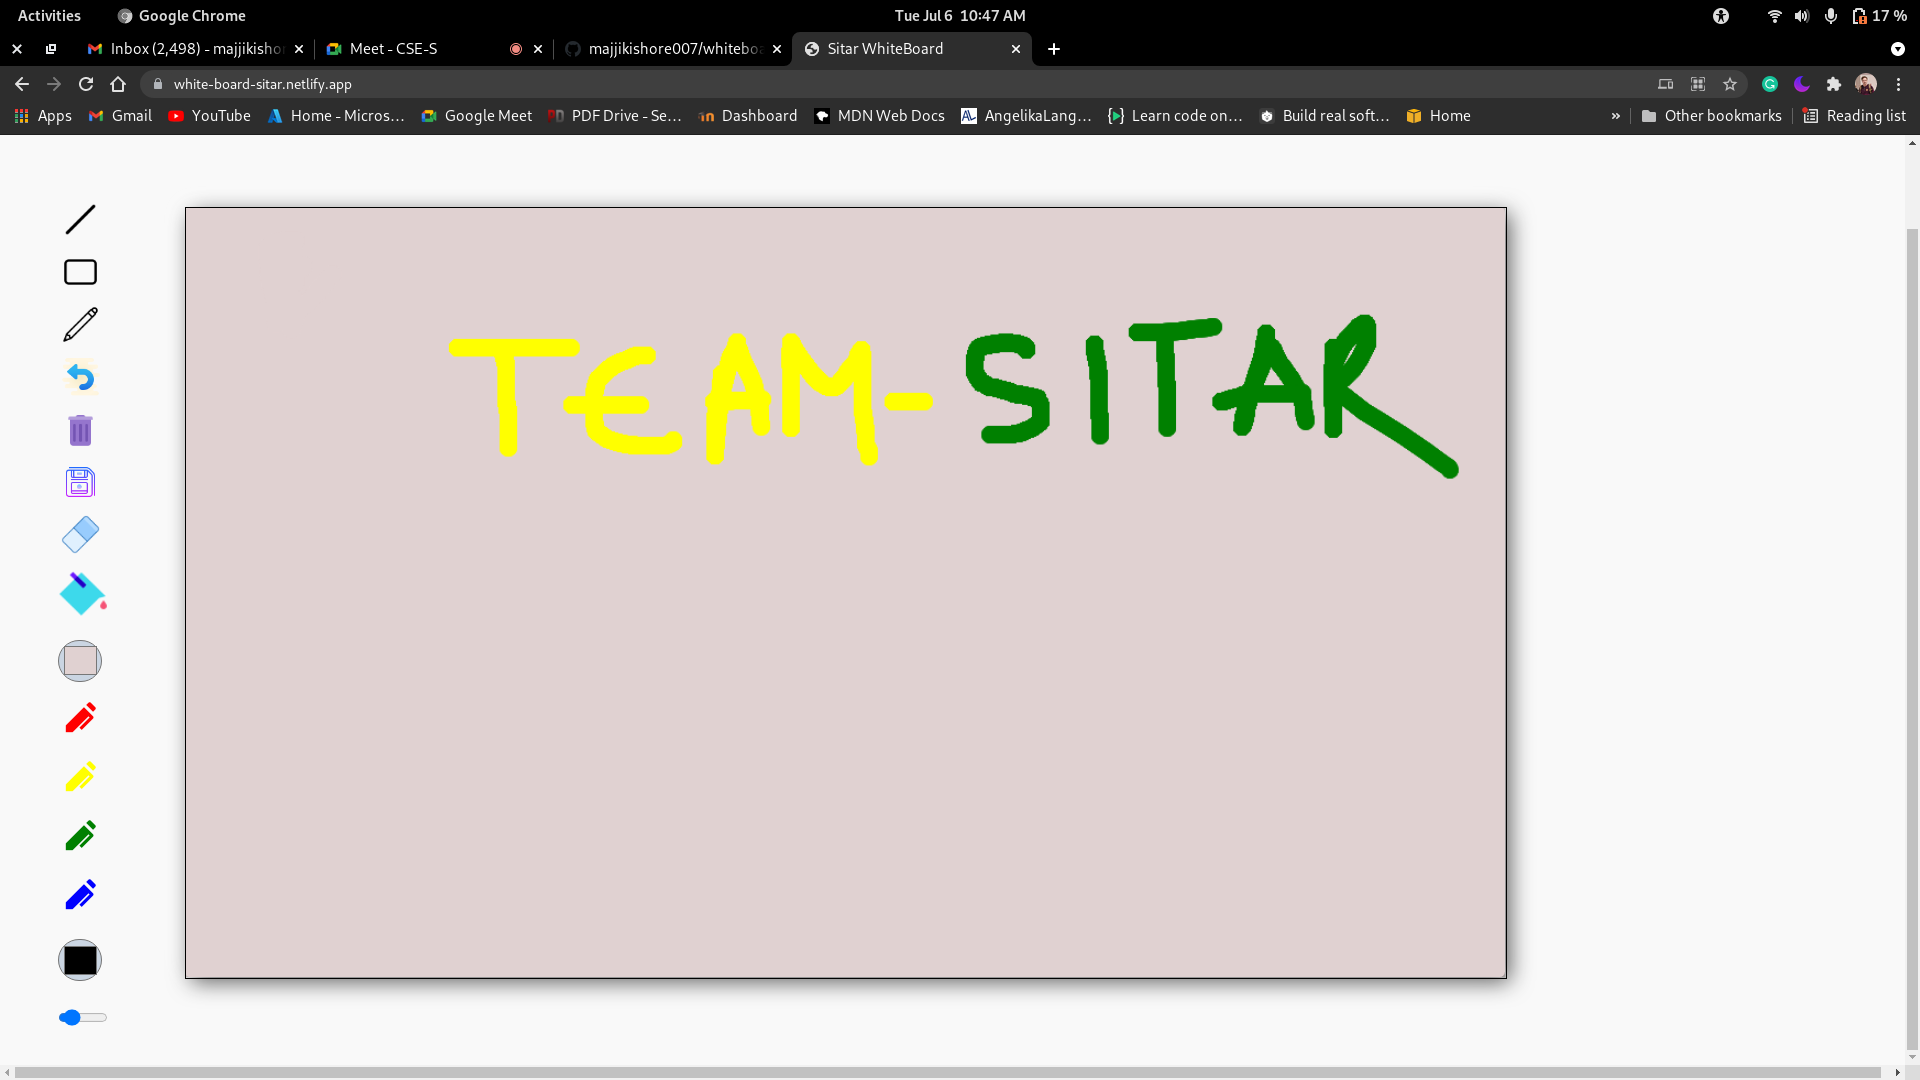 Activities Google Chrome Tue Jul 6 10:47 AM 17 %
Inbox (2,498) - majjikisho Meet - CSE-S majjikishore007/whitebo Sitar WhiteBoard
white-board-sitar.netlify.app
Apps Gmail YouTube Home - Micros… Google Meet PDF Drive - Se… Dashboard MDN Web Docs AngelikaLang… Learn code on… Build real soft… Home » Other bookmarks Reading list
TEAM-SITAR